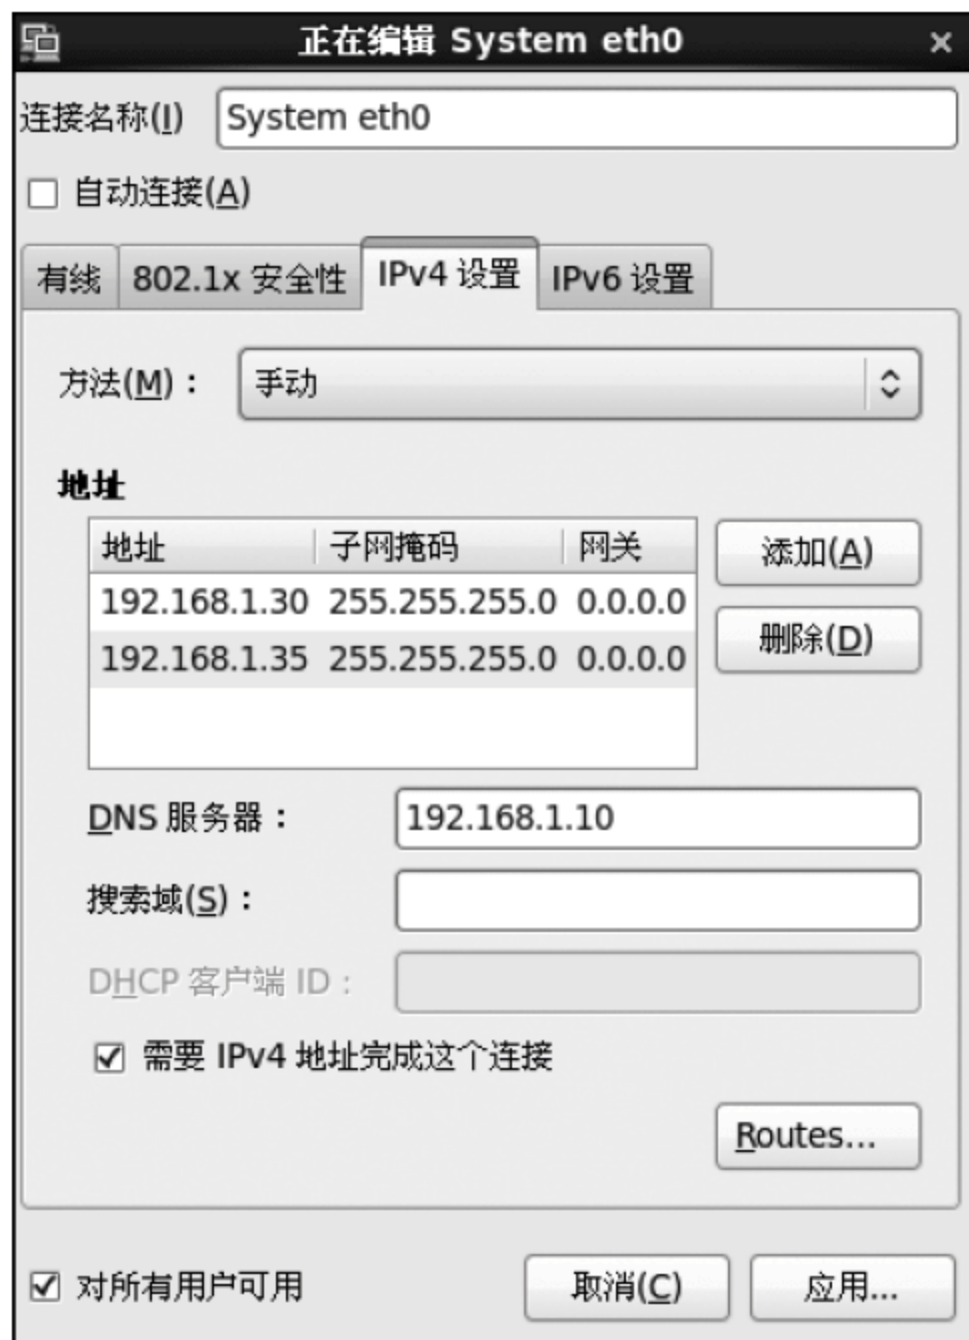 正在编辑 System eth0
连接名称(I) System eth0
自动连接(A)
有线 802.1x 安全性 IPv4 设置 IPv6 设置
方法(M)： 手动
地址
地址 子网掩码 网关
添加(A)
192.168.1.30 255.255.255.0 0.0.0.0
192.168.1.35 255.255.255.0 0.0.0.0
删除(D)
DNS 服务器： 192.168.1.10
搜索域(S)：
DHCP 客户端 ID：
需要 IPv4 地址完成这个连接
Routes...
对所有用户可用 取消(C) 应用...